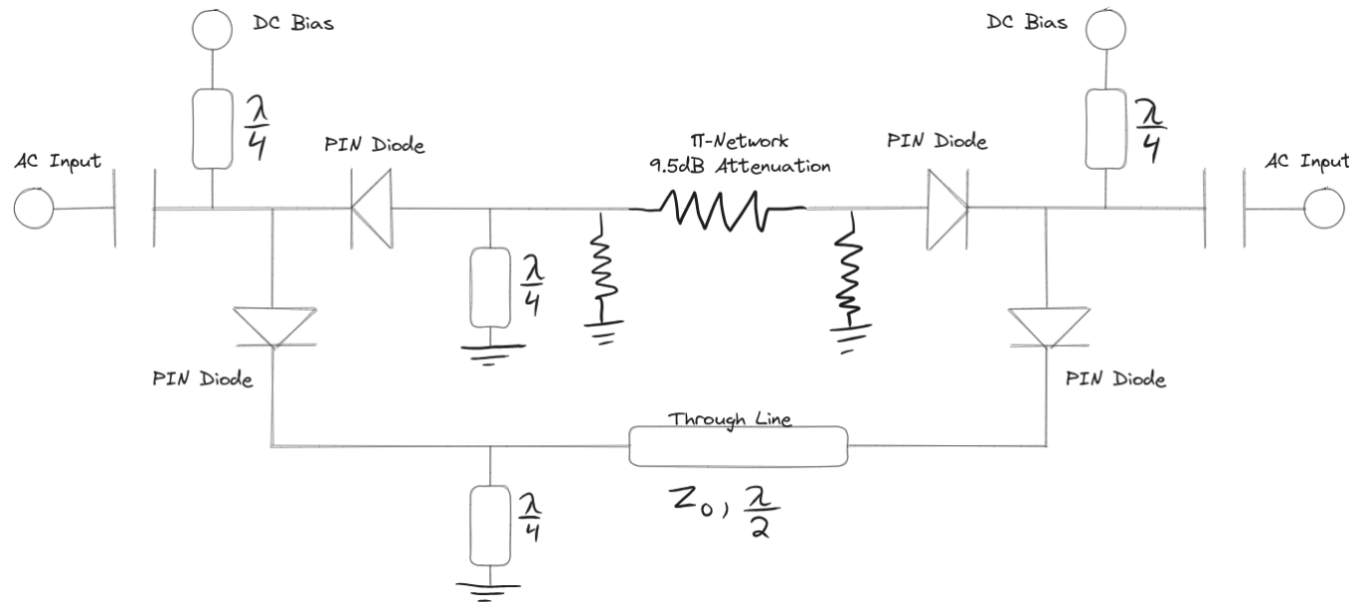 DC Bias
DC Bias
λ/4
λ/4
AC Input
PIN Diode
π-Network
9.5dB Attenuation
PIN Diode
AC Input
λ/4
PIN Diode
PIN Diode
Through Line
Z₀, λ/2
λ/4